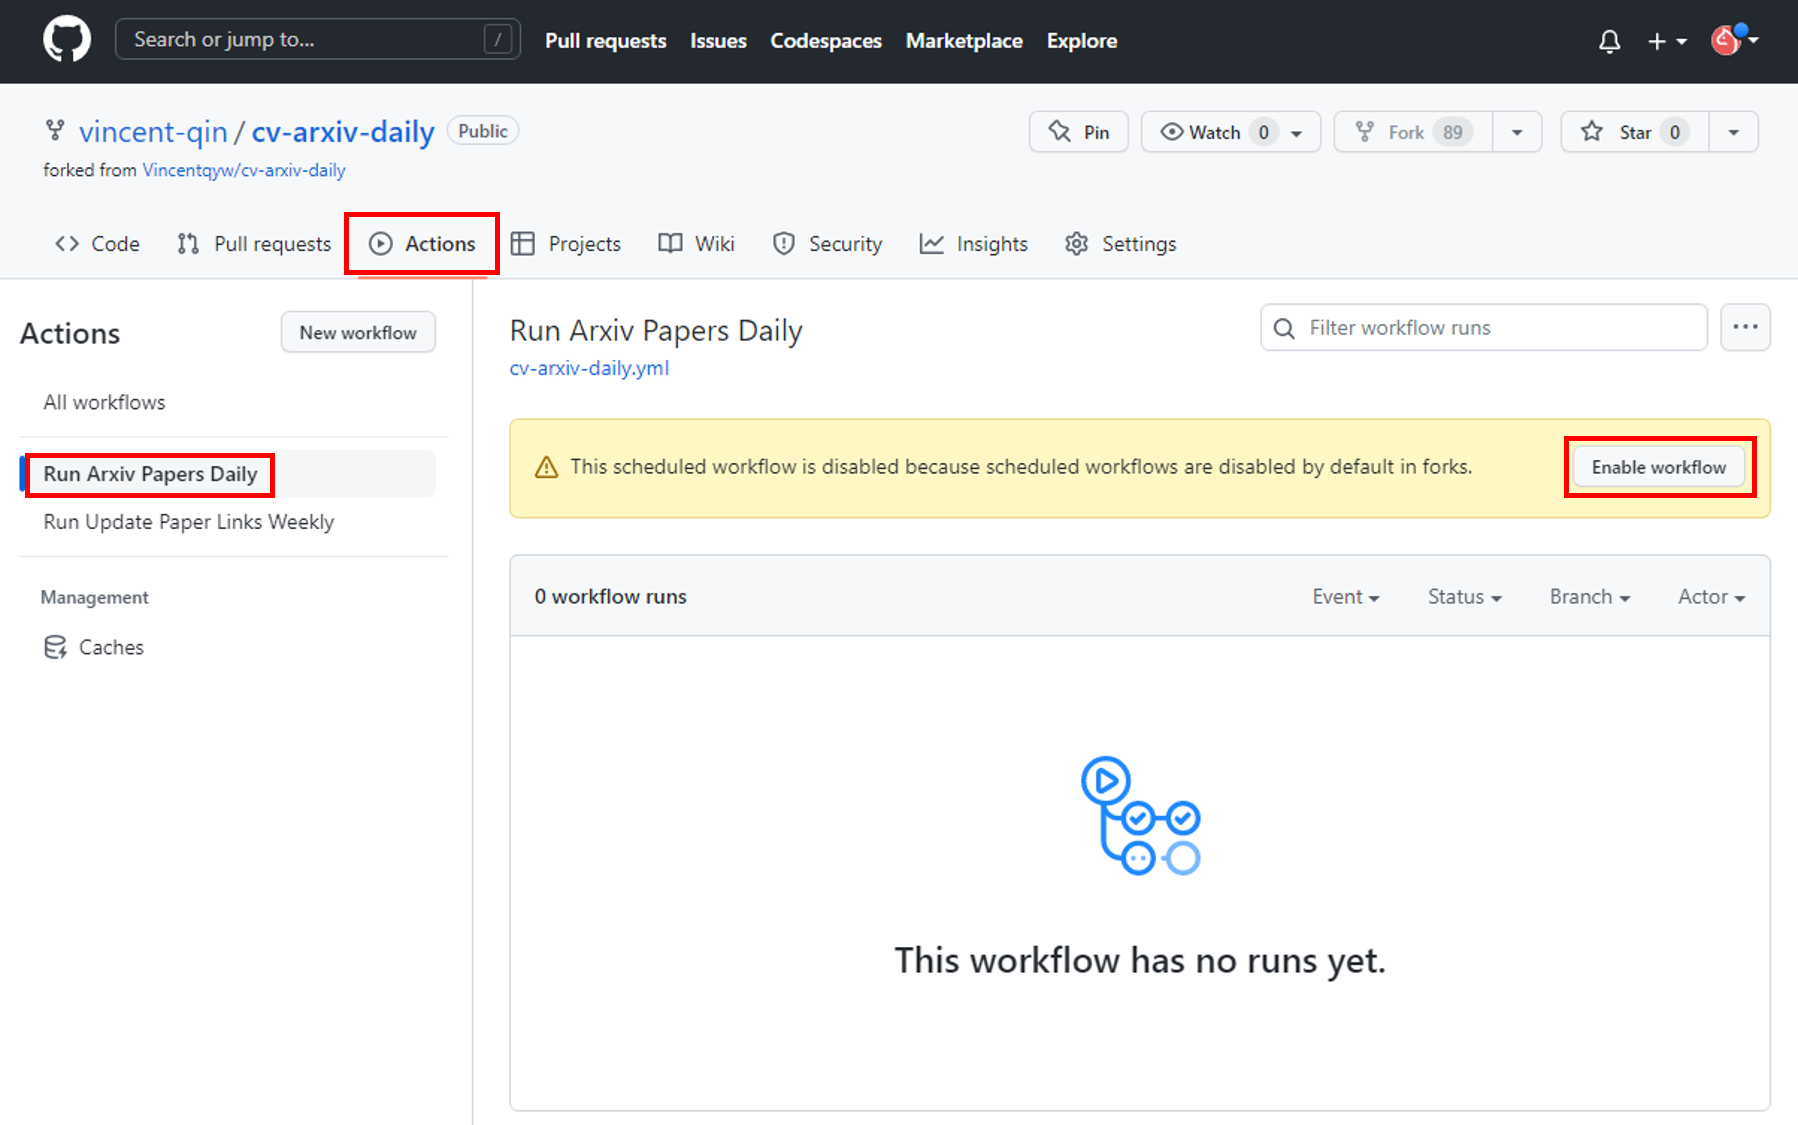 Search or jump to... / Pull requests Issues Codespaces Marketplace Explore
vincent-qin / cv-arxiv-daily Public Pin Watch 0 Fork 89 Star 0
forked from Vincentqyw/cv-arxiv-daily
Code Pull requests Actions Projects Wiki Security Insights Settings
Actions New workflow
All workflows
Run Arxiv Papers Daily
Run Update Paper Links Weekly
Management
Caches
Run Arxiv Papers Daily Filter workflow runs
cv-arxiv-daily.yml
This scheduled workflow is disabled because scheduled workflows are disabled by default in forks. Enable workflow
0 workflow runs Event Status Branch Actor
This workflow has no runs yet.